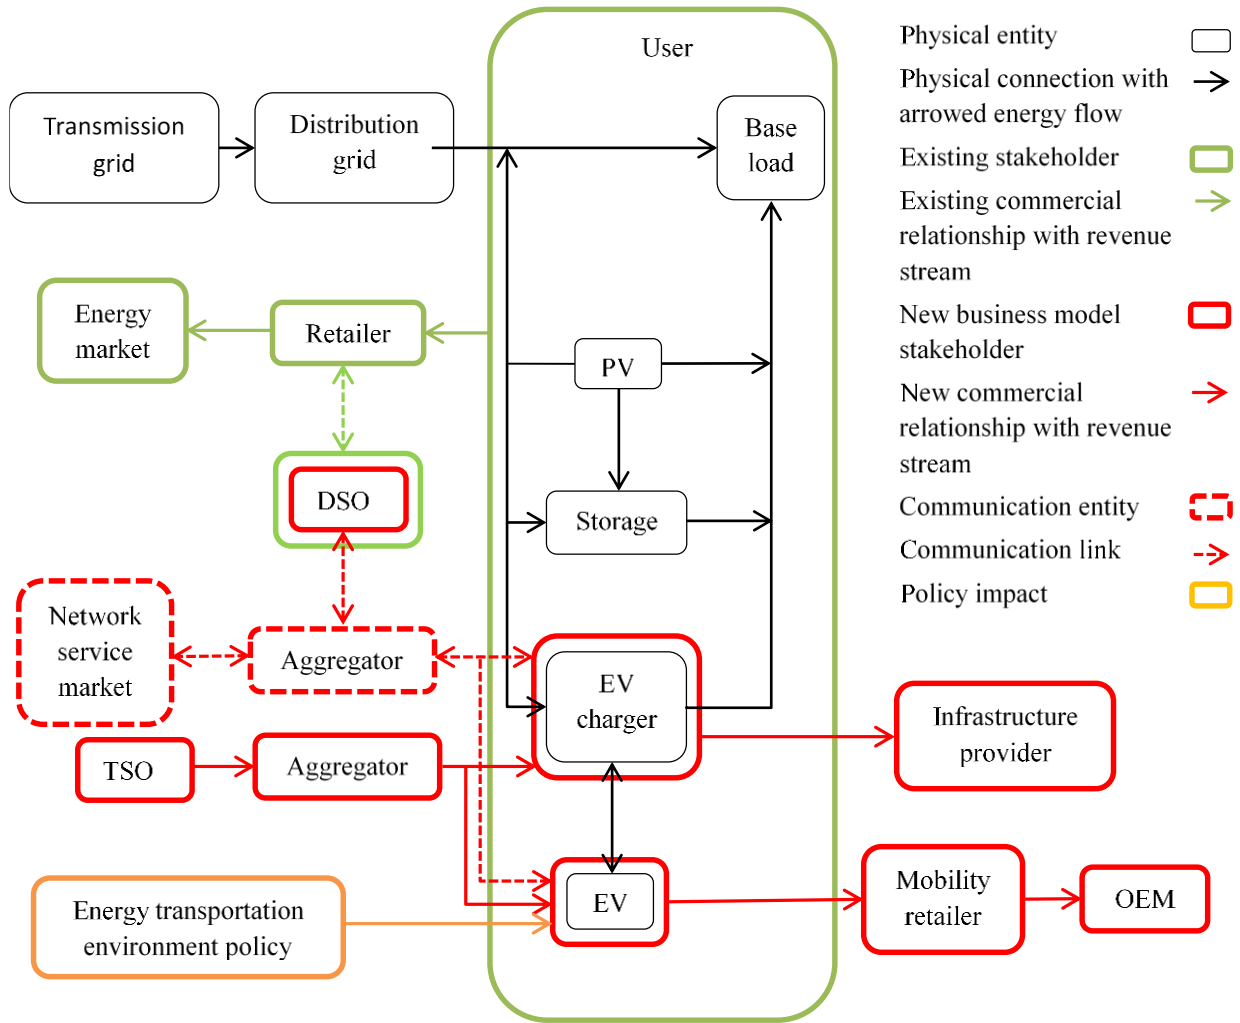 User
Transmission
grid
Distribution
grid
Base
load
Energy
market
Retailer
PV
DSO
Storage
Network
service
market
Aggregator
EV
charger
TSO
Aggregator
Infrastructure
provider
Energy transportation
environment policy
EV
Mobility
retailer
OEM
Physical entity
Physical connection with
arrowed energy flow
Existing stakeholder
Existing commercial
relationship with revenue
stream
New business model
stakeholder
New commercial
relationship with revenue
stream
Communication entity
Communication link
Policy impact